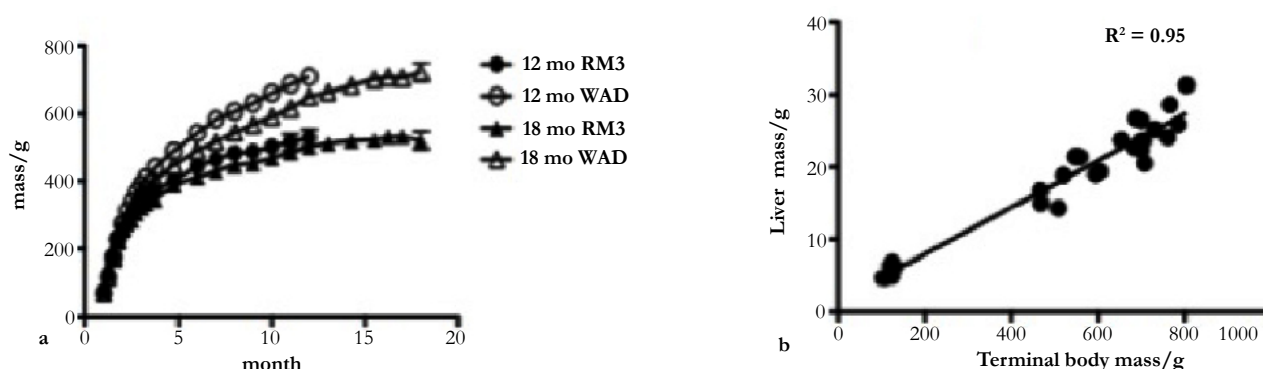 800
600
400
200
0
mass/g
0 5 10 15 20
month
a
12 mo RM3
12 mo WAD
18 mo RM3
18 mo WAD
R² = 0.95
40
30
20
10
0
Liver mass/g
0 200 400 600 800 1000
Terminal body mass/g
b